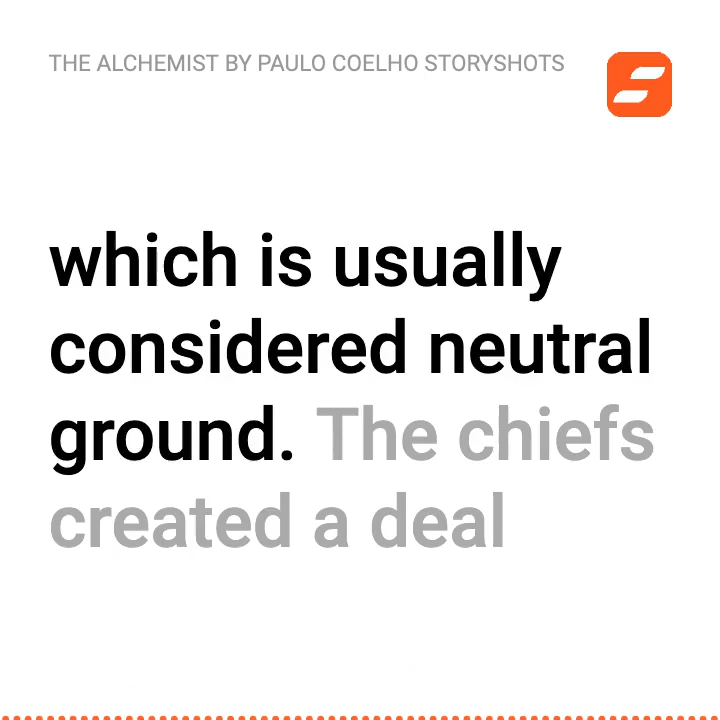 THE ALCHEMIST BY PAULO COELHO STORYSHOTS
which is usually
considered neutral
ground. The chiefs
created a deal